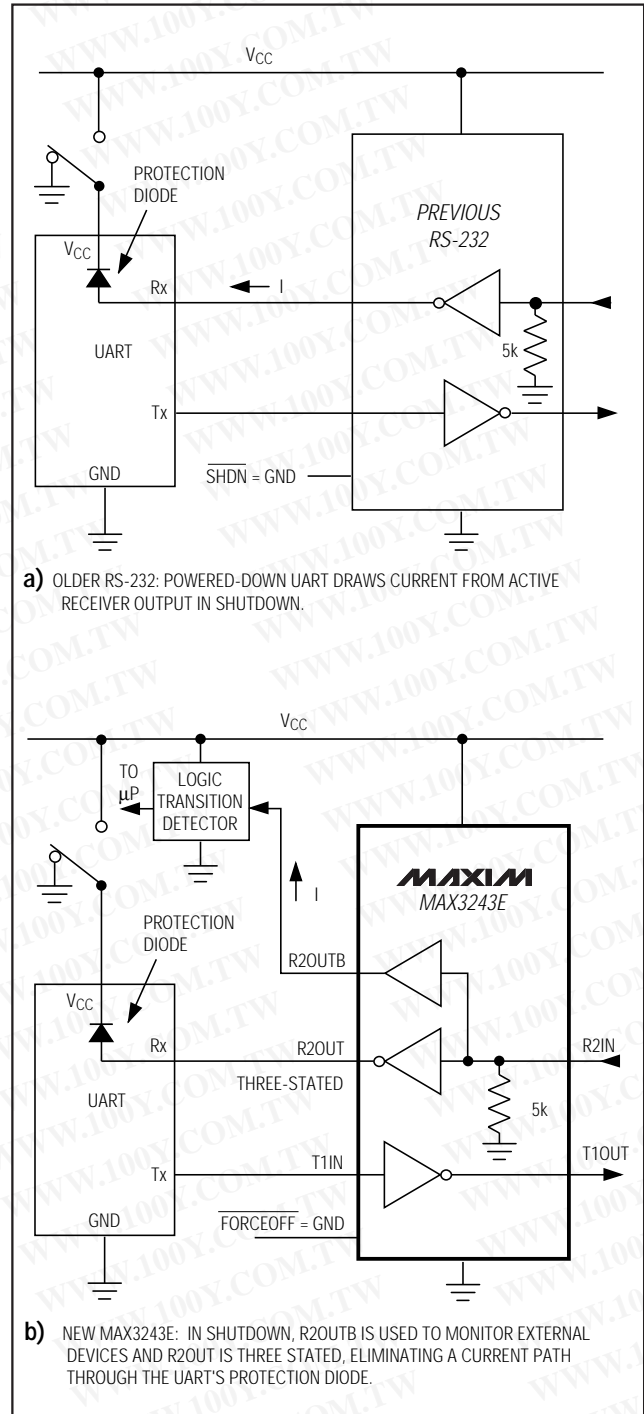 VCC
PROTECTION
DIODE
PREVIOUS
RS-232
VCC
Rx
I
5k
UART
Tx
GND
SHDN = GND
a) OLDER RS-232: POWERED-DOWN UART DRAWS CURRENT FROM ACTIVE
RECEIVER OUTPUT IN SHUTDOWN.
VCC
TO
µP
LOGIC
TRANSITION
DETECTOR
MAXIM
MAX3243E
I
PROTECTION
DIODE
R2OUTB
VCC
Rx
R2OUT
R2IN
THREE-STATED
UART
5k
Tx
T1IN
T1OUT
GND
FORCEOFF = GND
b) NEW MAX3243E: IN SHUTDOWN, R2OUTB IS USED TO MONITOR EXTERNAL
DEVICES AND R2OUT IS THREE STATED, ELIMINATING A CURRENT PATH
THROUGH THE UART'S PROTECTION DIODE.
WWW.100Y.COM.TW